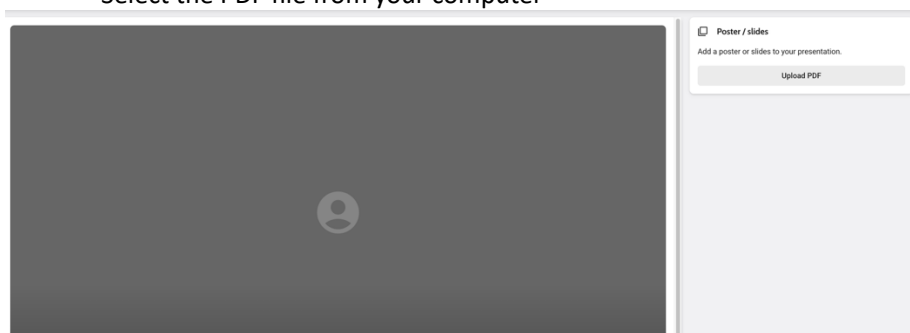 Select the PDF file from your computer
Poster / slides
Add a poster or slides to your presentation.
Upload PDF